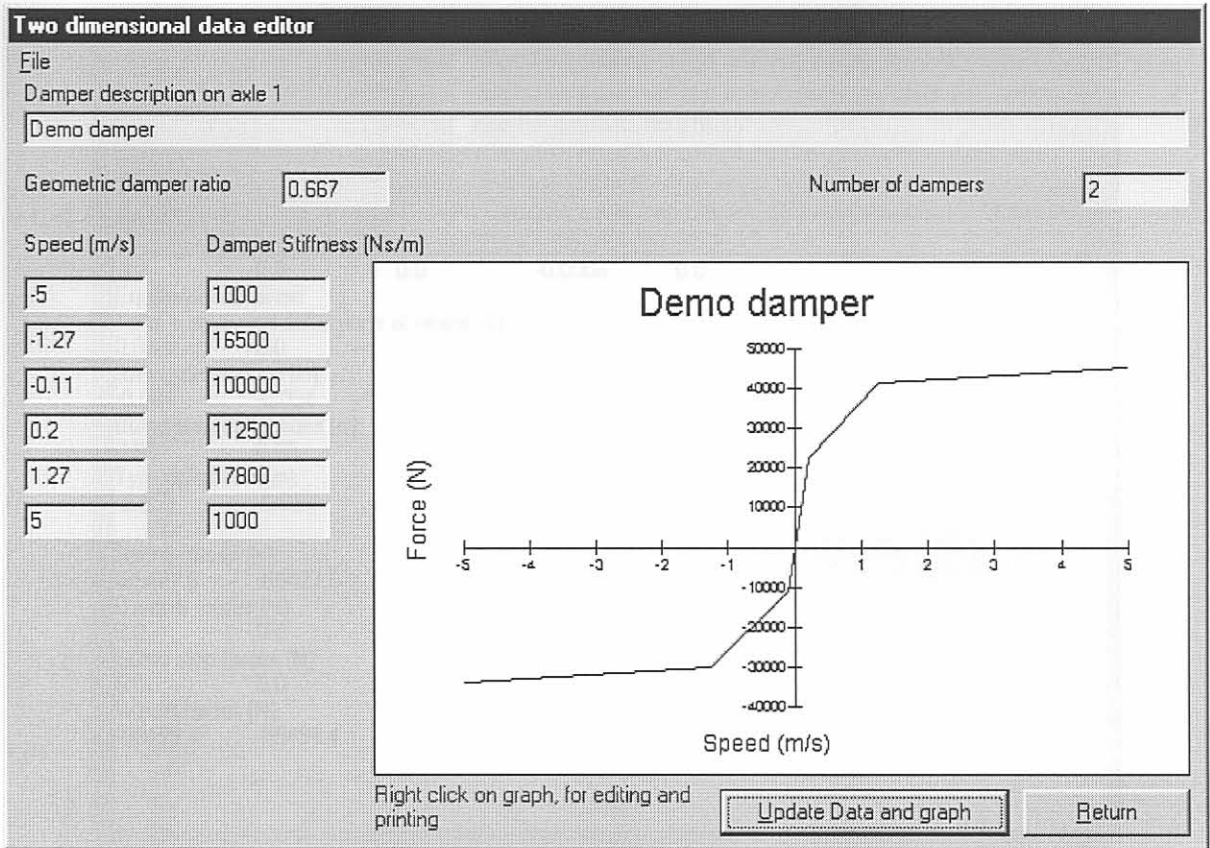 Two dimensional data editor
File
Damper description on axle 1
Demo damper
Geometric damper ratio 0.667 Number of dampers 2
Speed (m/s) Damper Stiffness (Ns/m)
-5 1000
-1.27 16500
-0.11 100000
0.2 112500
1.27 17800
5 1000
Demo damper
50000
40000
30000
20000
10000
Force (N)
-5 -4 -3 -2 -1 1 2 3 4 5
-10000
-20000
-30000
-40000
Speed (m/s)
Right click on graph, for editing and
printing
Update Data and graph Return